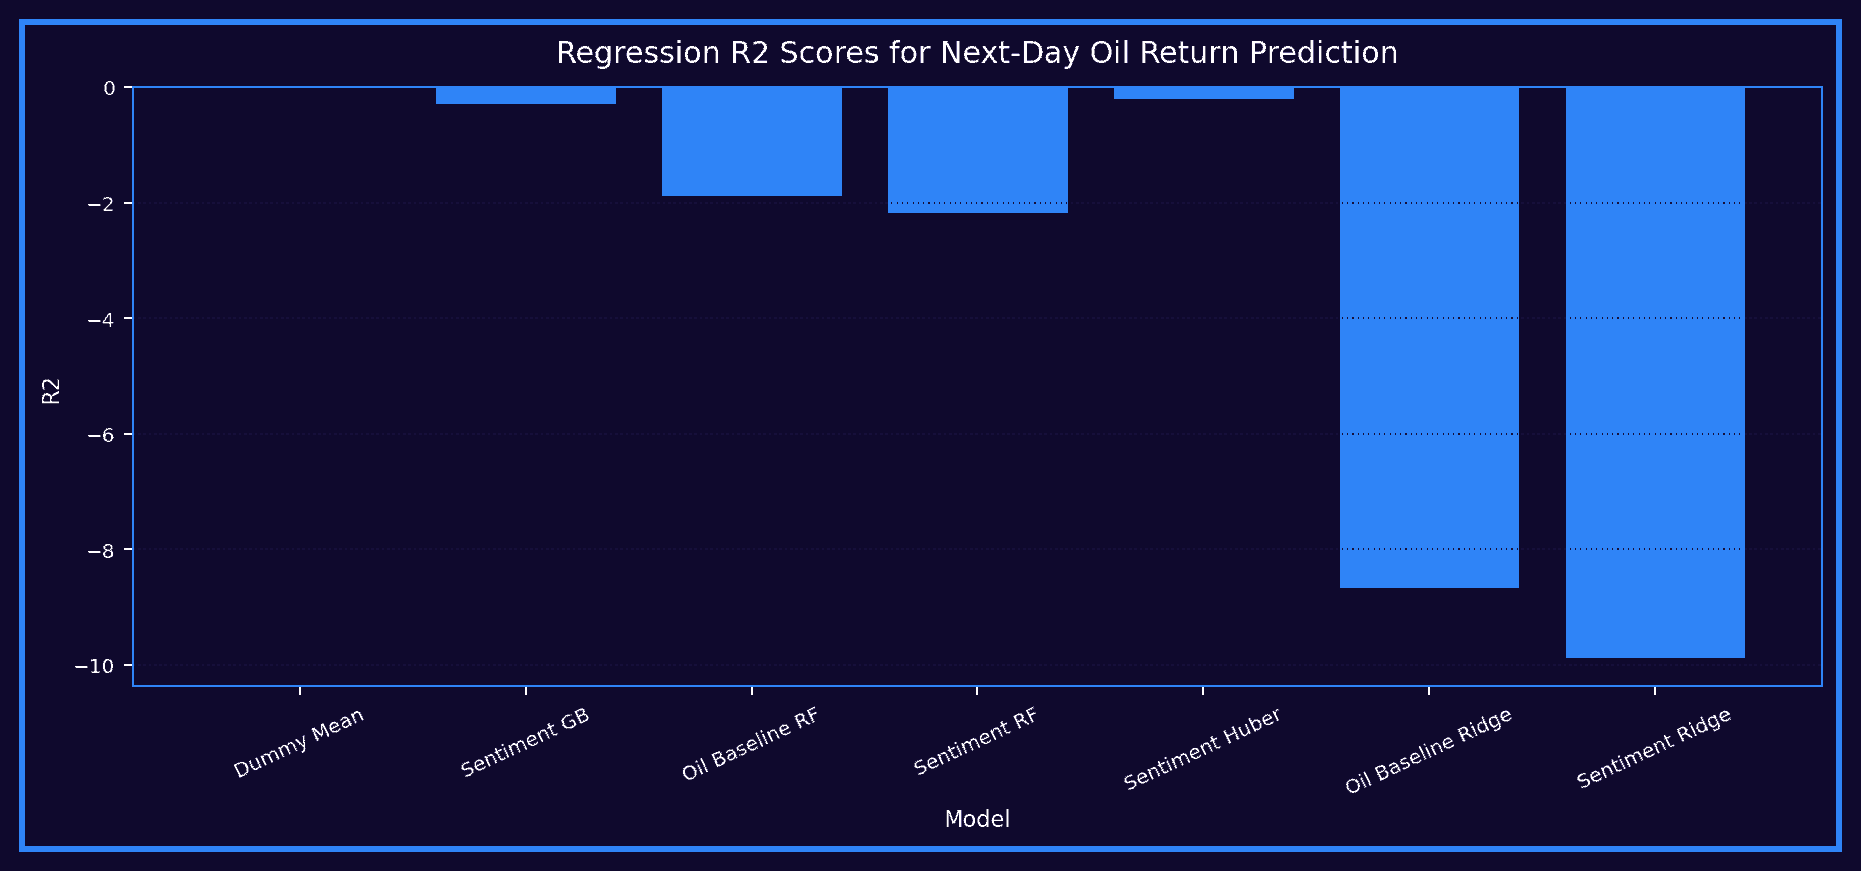 Regression R2 Scores for Next-Day Oil Return Prediction
0
−2
−4
−6
−8
−10
R2
Dummy Mean
Sentiment GB
Oil Baseline RF
Sentiment RF
Sentiment Huber
Oil Baseline Ridge
Sentiment Ridge
Model